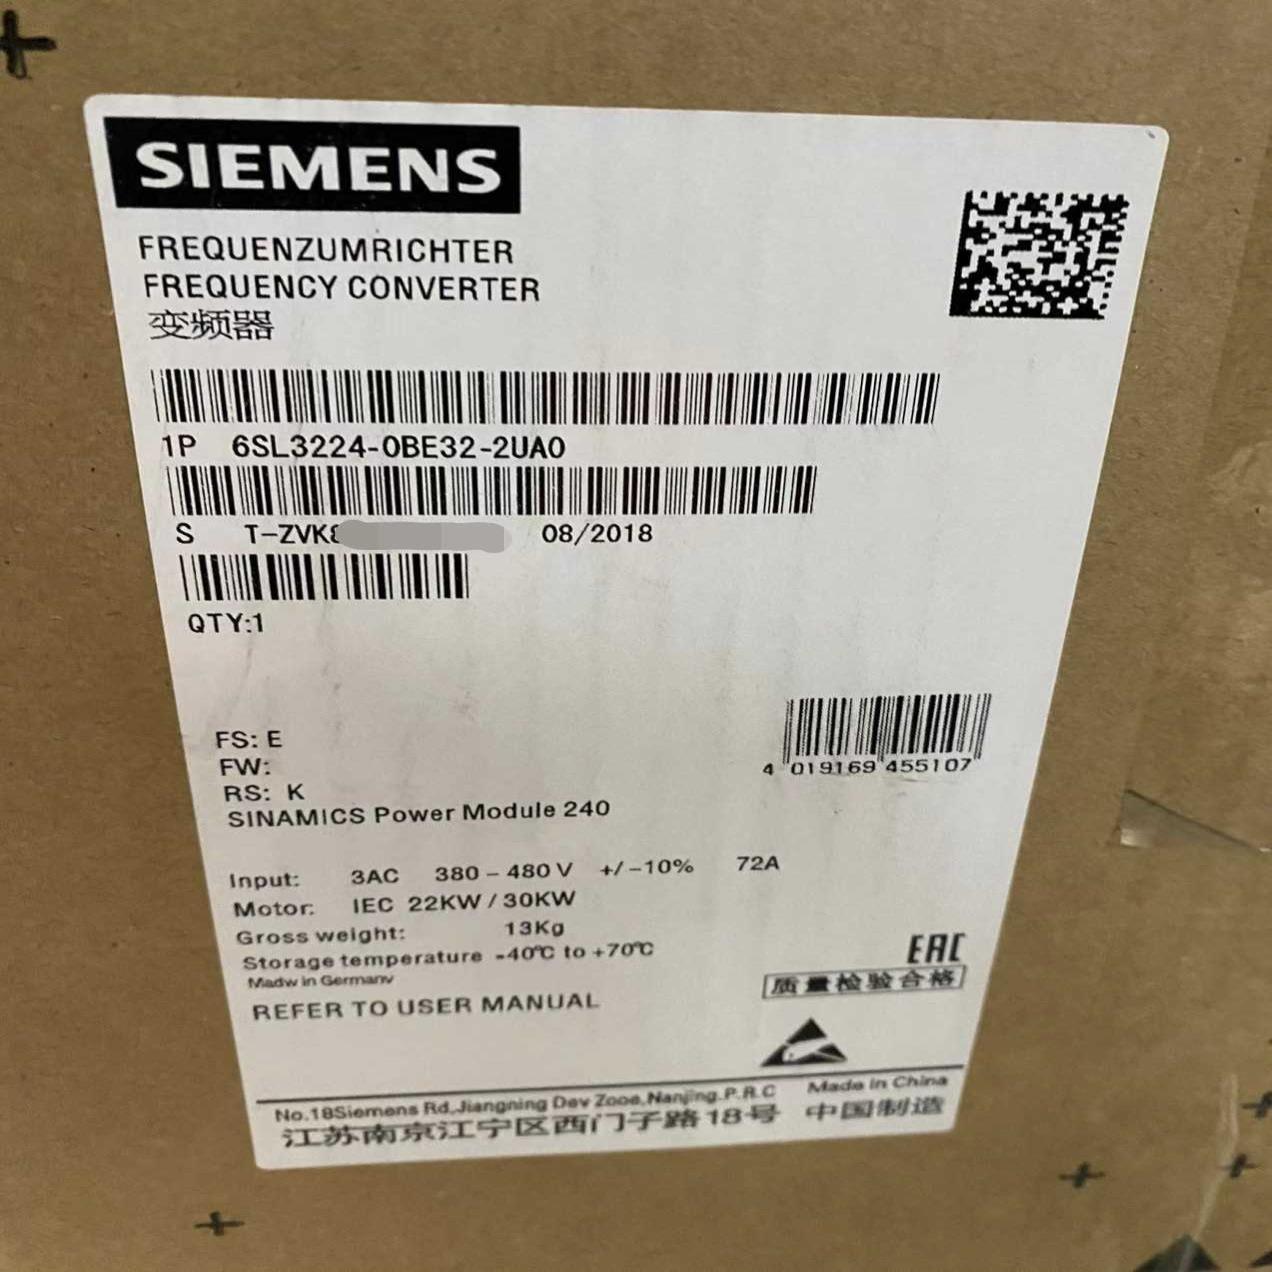 SIEMENS
FREQUENZUMRICHTER
FREQUENCY CONVERTER
变频器
1P 6SL3224-0BE32-2UA0
S T-ZVK8 08/2018
QTY:1
FS: E
FW:
RS: K
SINAMICS Power Module 240
4 019169 455107
Input: 3AC 380-480V +/-10% 72A
Motor: IEC 22KW/30KW
Gross weight: 13Kg
Storage temperature -40℃ to +70℃
Madw in Germanv
REFER TO USER MANUAL
EAC
质量检验合格
No.18Siemens Rd,Jiangning Dev Zooe,Nanjing.P.R.C Made in China
江苏南京江宁区西门子路18号 中国制造